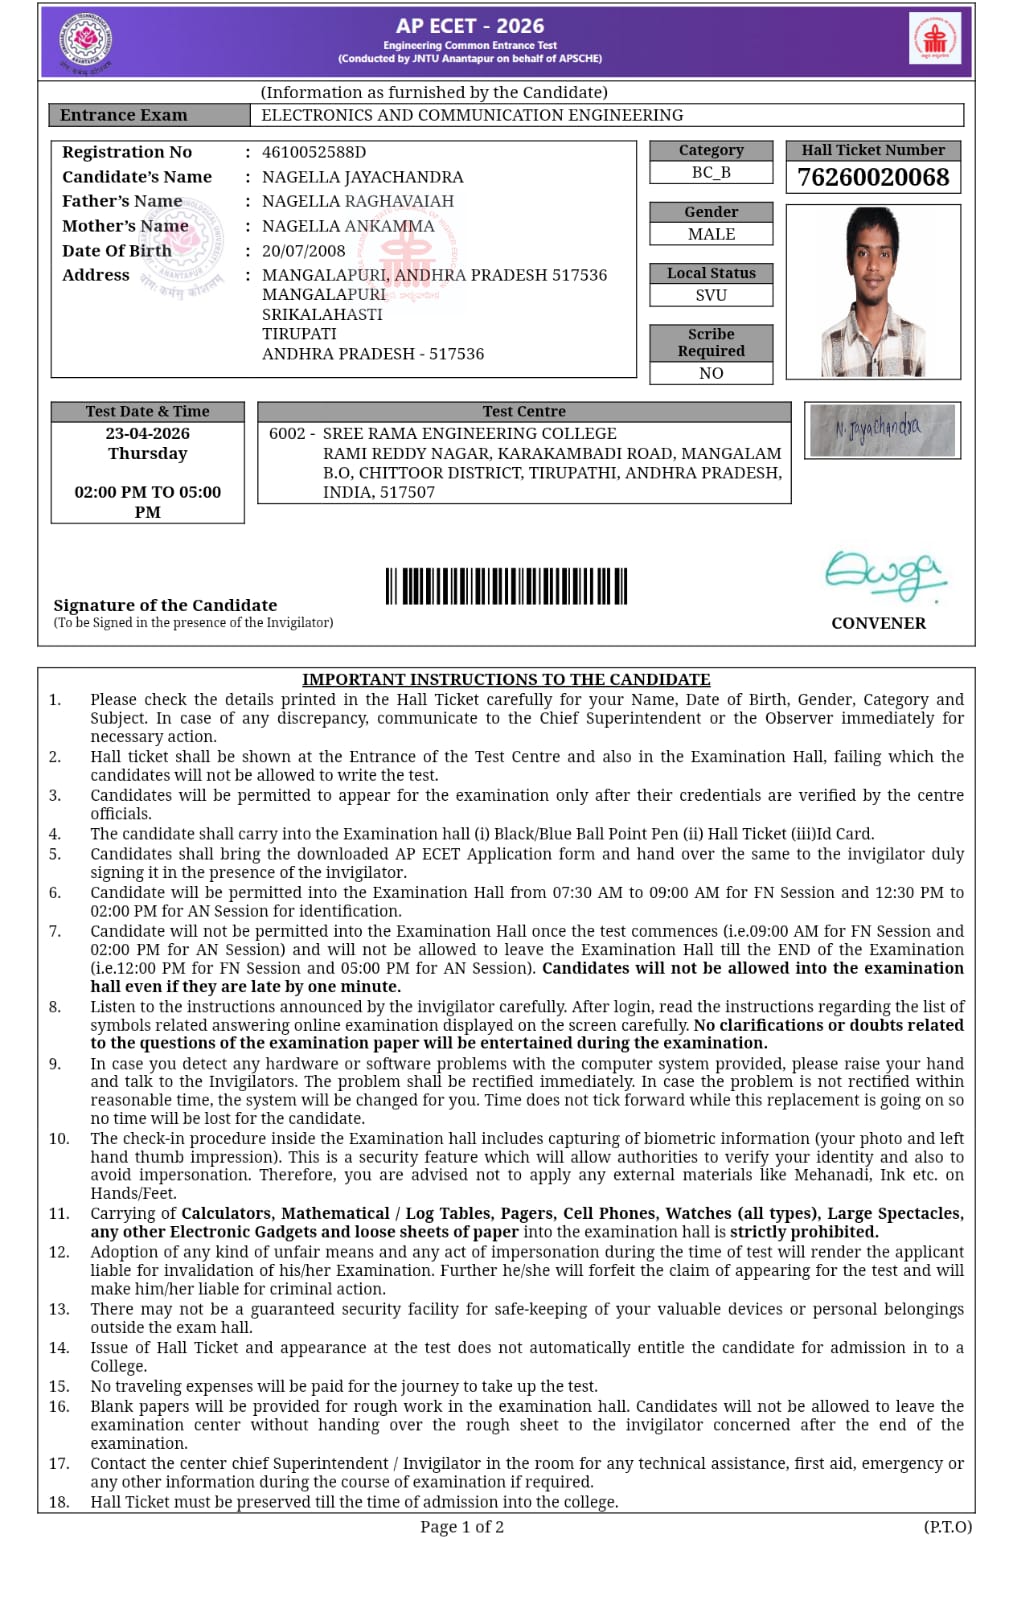 AP ECET - 2026
Engineering Common Entrance Test
(Conducted by JNTU Anantapur on behalf of APSCHE)
(Information as furnished by the Candidate)
Entrance Exam ELECTRONICS AND COMMUNICATION ENGINEERING
Registration No : 4610052588D
Candidate's Name : NAGELLA JAYACHANDRA
Father's Name : NAGELLA RAGHAVAIAH
Mother's Name : NAGELLA ANKAMMA
Date Of Birth : 20/07/2008
Address : MANGALAPURI, ANDHRA PRADESH 517536
MANGALAPURI
SRIKALAHASTI
TIRUPATI
ANDHRA PRADESH - 517536
Category
BC_B
Gender
MALE
Local Status
SVU
Scribe
Required
NO
Hall Ticket Number
76260020068
Test Date & Time
23-04-2026
Thursday
02:00 PM TO 05:00
PM
Test Centre
6002 - SREE RAMA ENGINEERING COLLEGE
RAMI REDDY NAGAR, KARAKAMBADI ROAD, MANGALAM
B.O, CHITTOOR DISTRICT, TIRUPATHI, ANDHRA PRADESH,
INDIA, 517507
N. Jayachandra
Signature of the Candidate
(To be Signed in the presence of the Invigilator)
CONVENER
IMPORTANT INSTRUCTIONS TO THE CANDIDATE
1. Please check the details printed in the Hall Ticket carefully for your Name, Date of Birth, Gender, Category and
Subject. In case of any discrepancy, communicate to the Chief Superintendent or the Observer immediately for
necessary action.
2. Hall ticket shall be shown at the Entrance of the Test Centre and also in the Examination Hall, failing which the
candidates will not be allowed to write the test.
3. Candidates will be permitted to appear for the examination only after their credentials are verified by the centre
officials.
4. The candidate shall carry into the Examination hall (i) Black/Blue Ball Point Pen (ii) Hall Ticket (iii)Id Card.
5. Candidates shall bring the downloaded AP ECET Application form and hand over the same to the invigilator duly
signing it in the presence of the invigilator.
6. Candidate will be permitted into the Examination Hall from 07:30 AM to 09:00 AM for FN Session and 12:30 PM to
02:00 PM for AN Session for identification.
7. Candidate will not be permitted into the Examination Hall once the test commences (i.e.09:00 AM for FN Session and
02:00 PM for AN Session) and will not be allowed to leave the Examination Hall till the END of the Examination
(i.e.12:00 PM for FN Session and 05:00 PM for AN Session). Candidates will not be allowed into the examination
hall even if they are late by one minute.
8. Listen to the instructions announced by the invigilator carefully. After login, read the instructions regarding the list of
symbols related answering online examination displayed on the screen carefully. No clarifications or doubts related
to the questions of the examination paper will be entertained during the examination.
9. In case you detect any hardware or software problems with the computer system provided, please raise your hand
and talk to the Invigilators. The problem shall be rectified immediately. In case the problem is not rectified within
reasonable time, the system will be changed for you. Time does not tick forward while this replacement is going on so
no time will be lost for the candidate.
10. The check-in procedure inside the Examination hall includes capturing of biometric information (your photo and left
hand thumb impression). This is a security feature which will allow authorities to verify your identity and also to
avoid impersonation. Therefore, you are advised not to apply any external materials like Mehanadi, Ink etc. on
Hands/Feet.
11. Carrying of Calculators, Mathematical / Log Tables, Pagers, Cell Phones, Watches (all types), Large Spectacles,
any other Electronic Gadgets and loose sheets of paper into the examination hall is strictly prohibited.
12. Adoption of any kind of unfair means and any act of impersonation during the time of test will render the applicant
liable for invalidation of his/her Examination. Further he/she will forfeit the claim of appearing for the test and will
make him/her liable for criminal action.
13. There may not be a guaranteed security facility for safe-keeping of your valuable devices or personal belongings
outside the exam hall.
14. Issue of Hall Ticket and appearance at the test does not automatically entitle the candidate for admission in to a
College.
15. No traveling expenses will be paid for the journey to take up the test.
16. Blank papers will be provided for rough work in the examination hall. Candidates will not be allowed to leave the
examination center without handing over the rough sheet to the invigilator concerned after the end of the
examination.
17. Contact the center chief Superintendent / Invigilator in the room for any technical assistance, first aid, emergency or
any other information during the course of examination if required.
18. Hall Ticket must be preserved till the time of admission into the college.
Page 1 of 2 (P.T.O)